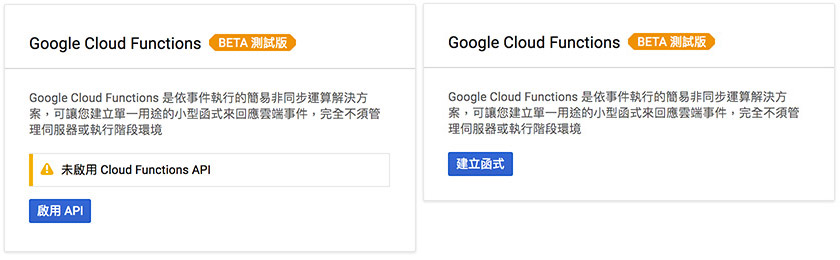 Google Cloud Functions BETA 測試版
Google Cloud Functions 是依事件執行的簡易非同步運算解決方
案，可讓您建立單一用途的小型函式來回應雲端事件，完全不須管
理伺服器或執行階段環境
未啟用 Cloud Functions API
啟用 API
Google Cloud Functions BETA 測試版
Google Cloud Functions 是依事件執行的簡易非同步運算解決方
案，可讓您建立單一用途的小型函式來回應雲端事件，完全不須管
理伺服器或執行階段環境
建立函式